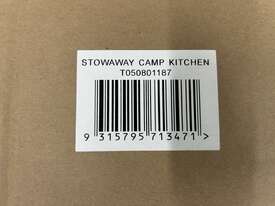 STOWAWAY CAMP KITCHEN
T050801187
9 315795 713471 >